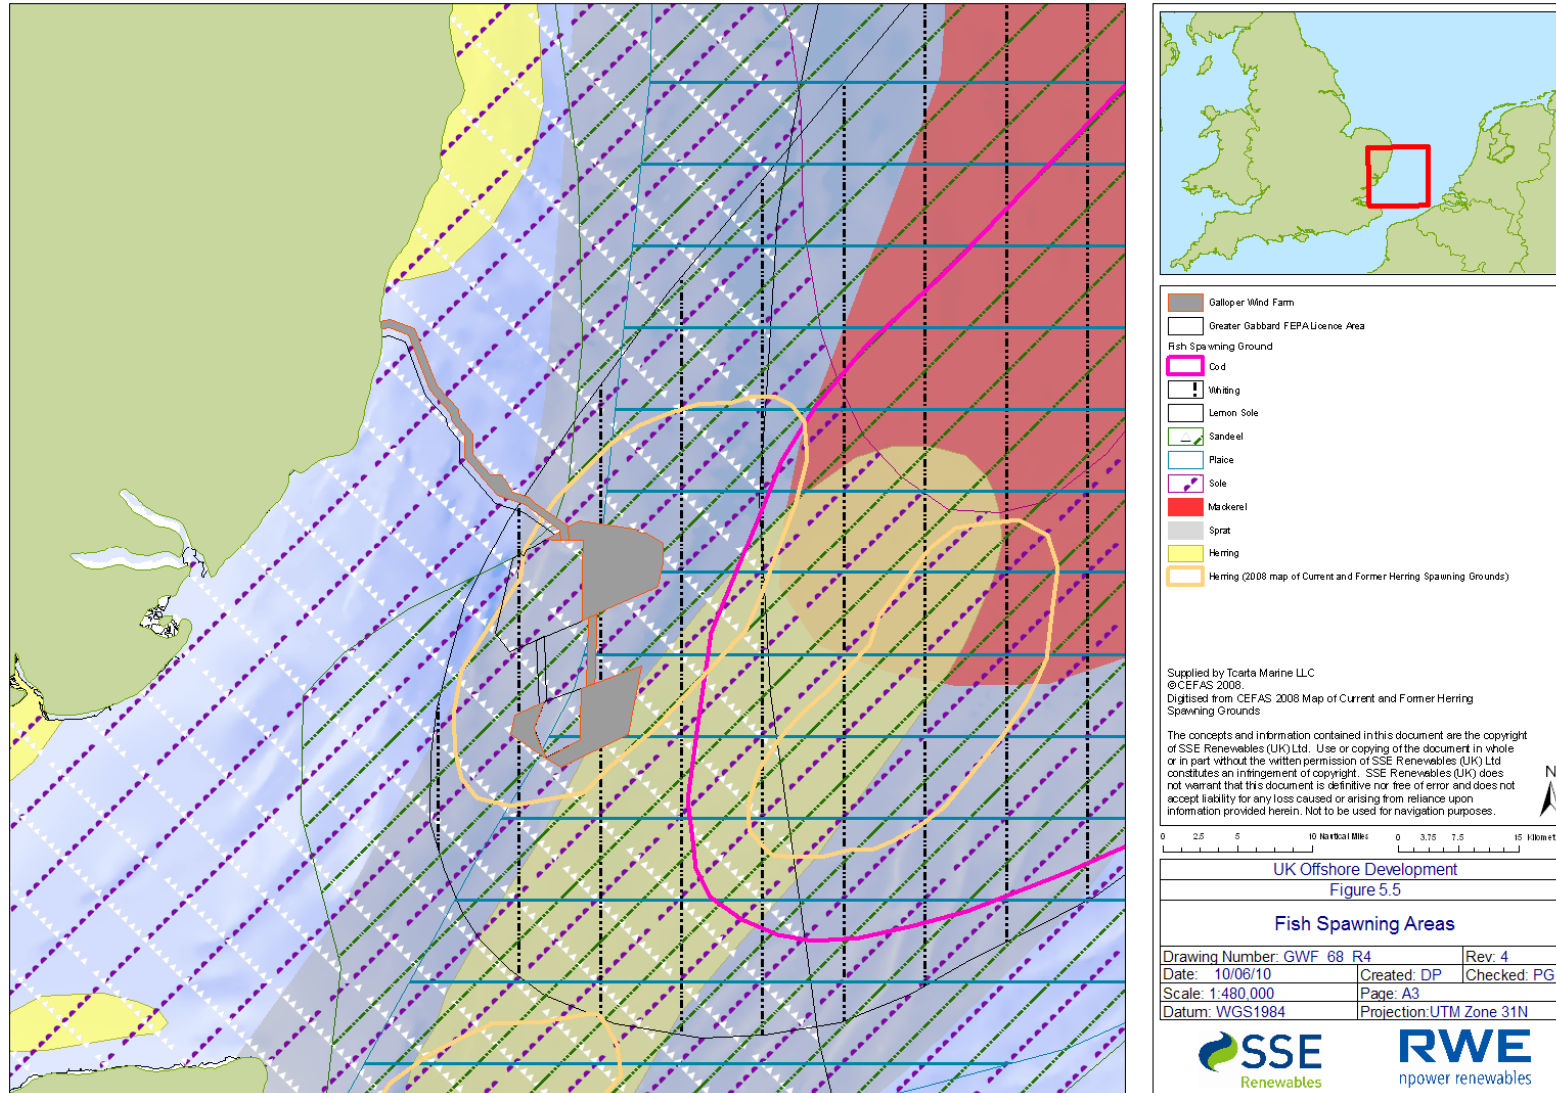 Galloper Wind Farm
Greater Gabbard FEPA Licence Area
Fish Spawning Ground
Cod
Whiting
Lemon Sole
Sandeel
Plaice
Sole
Mackerel
Sprat
Herring
Herring (2008 map of Current and Former Herring Spawning Grounds)
Supplied by Tcarta Marine LLC
©CEFAS 2008.
Digitised from CEFAS 2008 Map of Current and Former Herring
Spawning Grounds
The concepts and information contained in this document are the copyright
of SSE Renewables (UK) Ltd. Use or copying of the document in whole
or in part without the written permission of SSE Renewables (UK) Ltd
constitutes an infringement of copyright. SSE Renewables (UK) does
not warrant that this document is definitive nor free of error and does not
accept liability for any loss caused or arising from reliance upon
information provided herein. Not to be used for navigation purposes.
N
0 2.5 5 10 Nautical Miles 0 3.75 7.5 15 Kilomet
UK Offshore Development
Figure 5.5
Fish Spawning Areas
Drawing Number: GWF_68_R4 Rev: 4
Date: 10/06/10 Created: DP Checked: PG
Scale: 1:480,000 Page: A3
Datum: WGS1984 Projection:UTM Zone 31N
SSE
Renewables
RWE
npower renewables